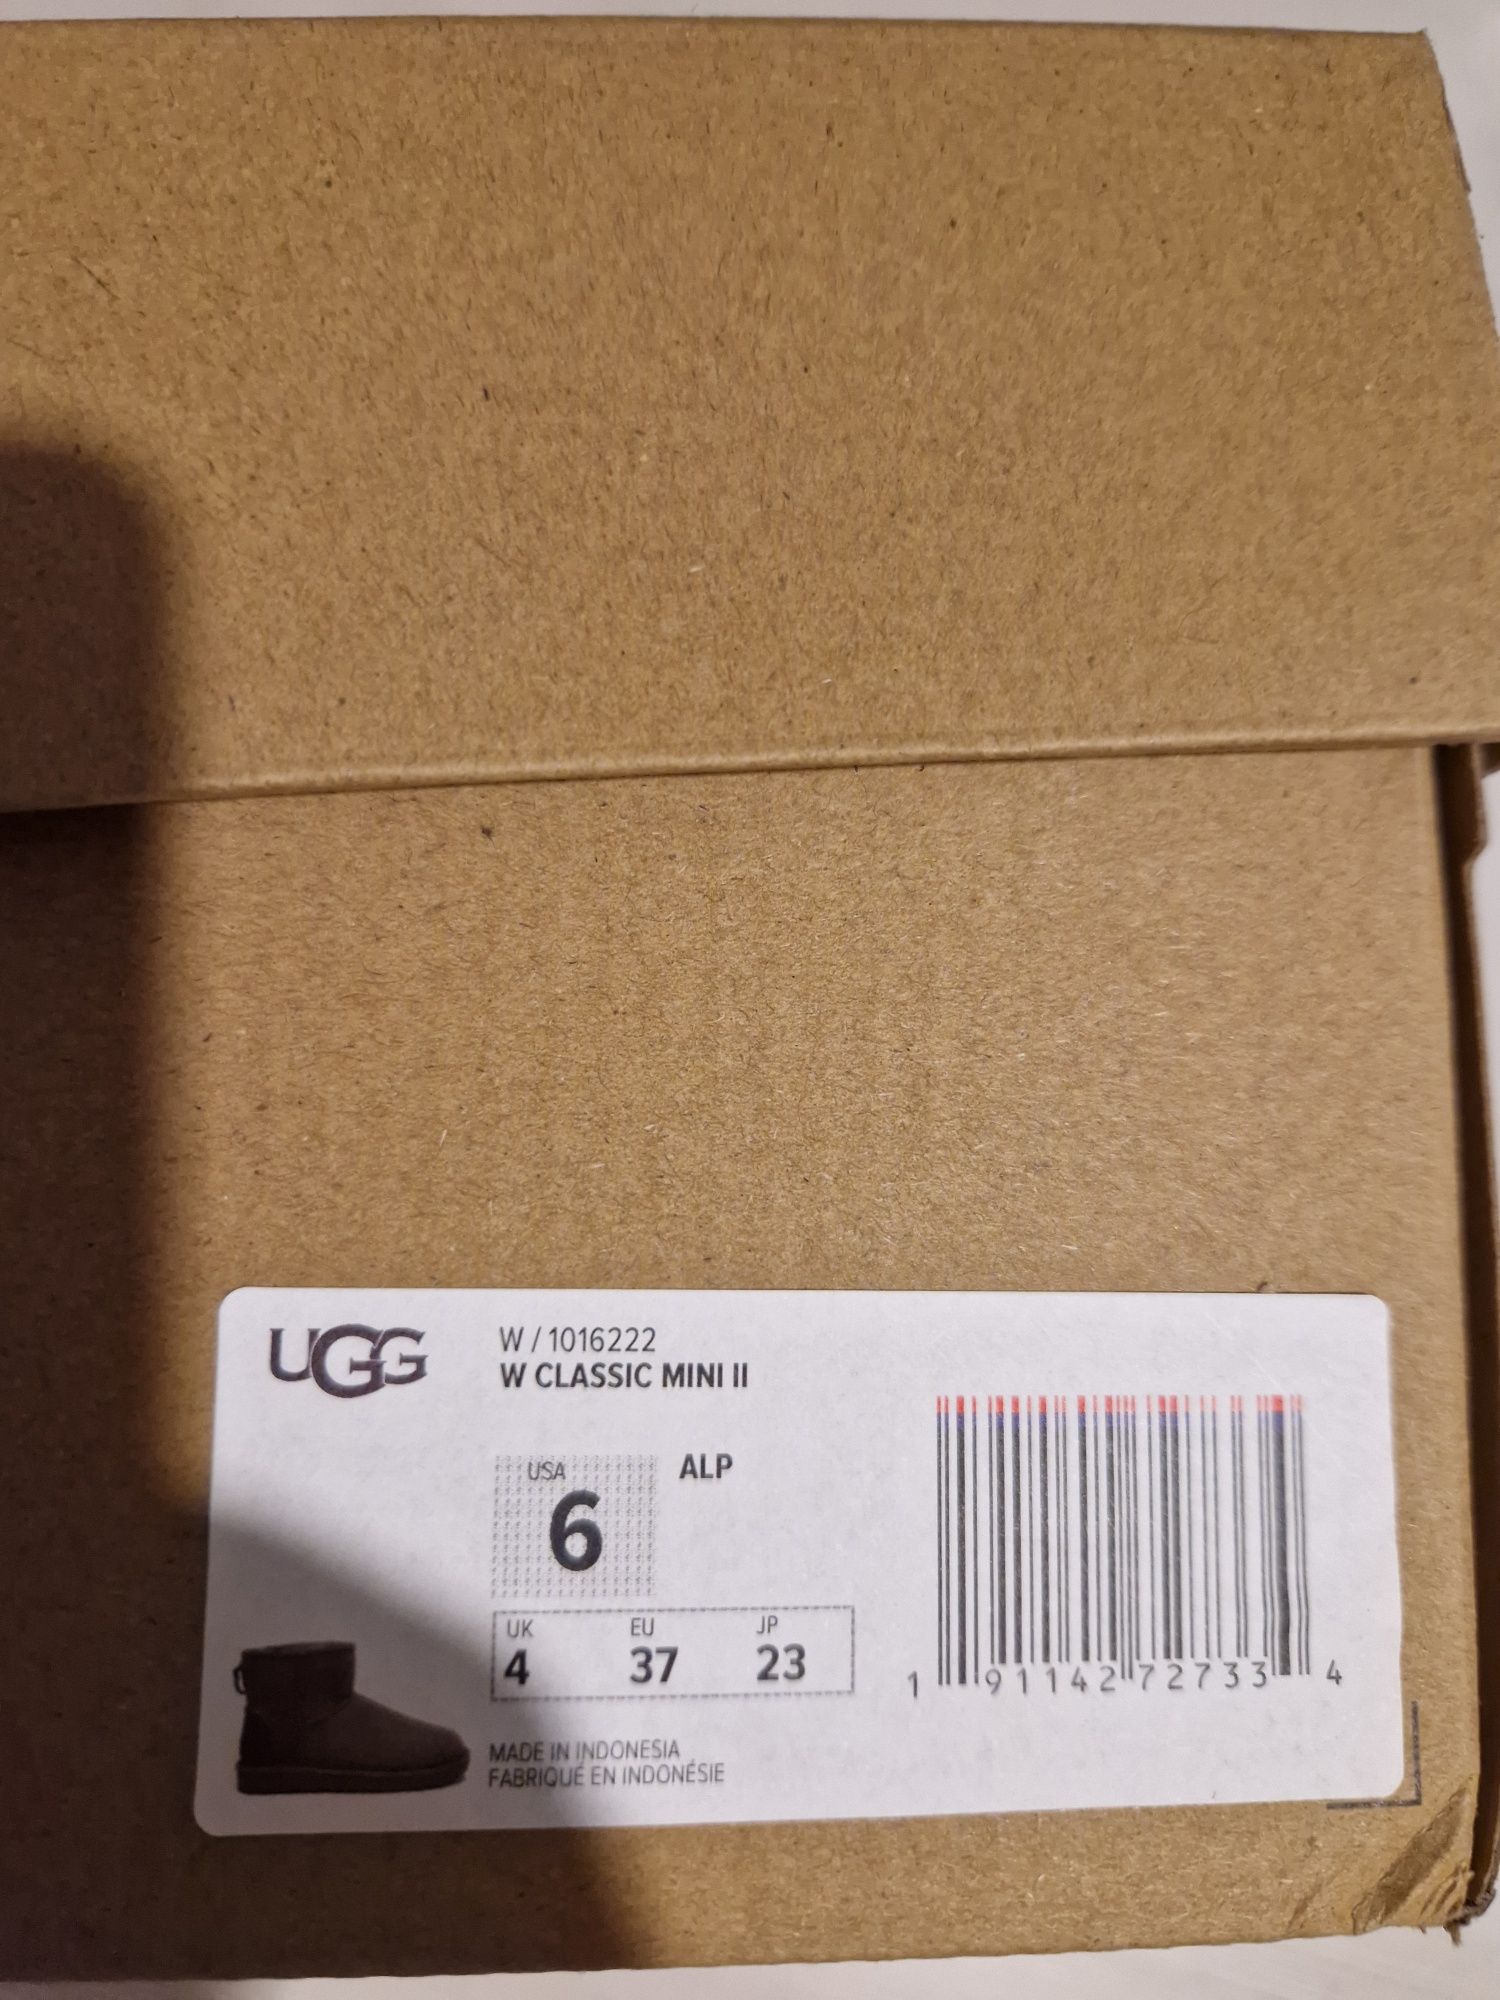 UGG
W / 1016222
W CLASSIC MINI II
USA
6
ALP
UK EU JP
4 37 23
1 91142 72733 4
MADE IN INDONESIA
FABRIQUÉ EN INDONÉSIE